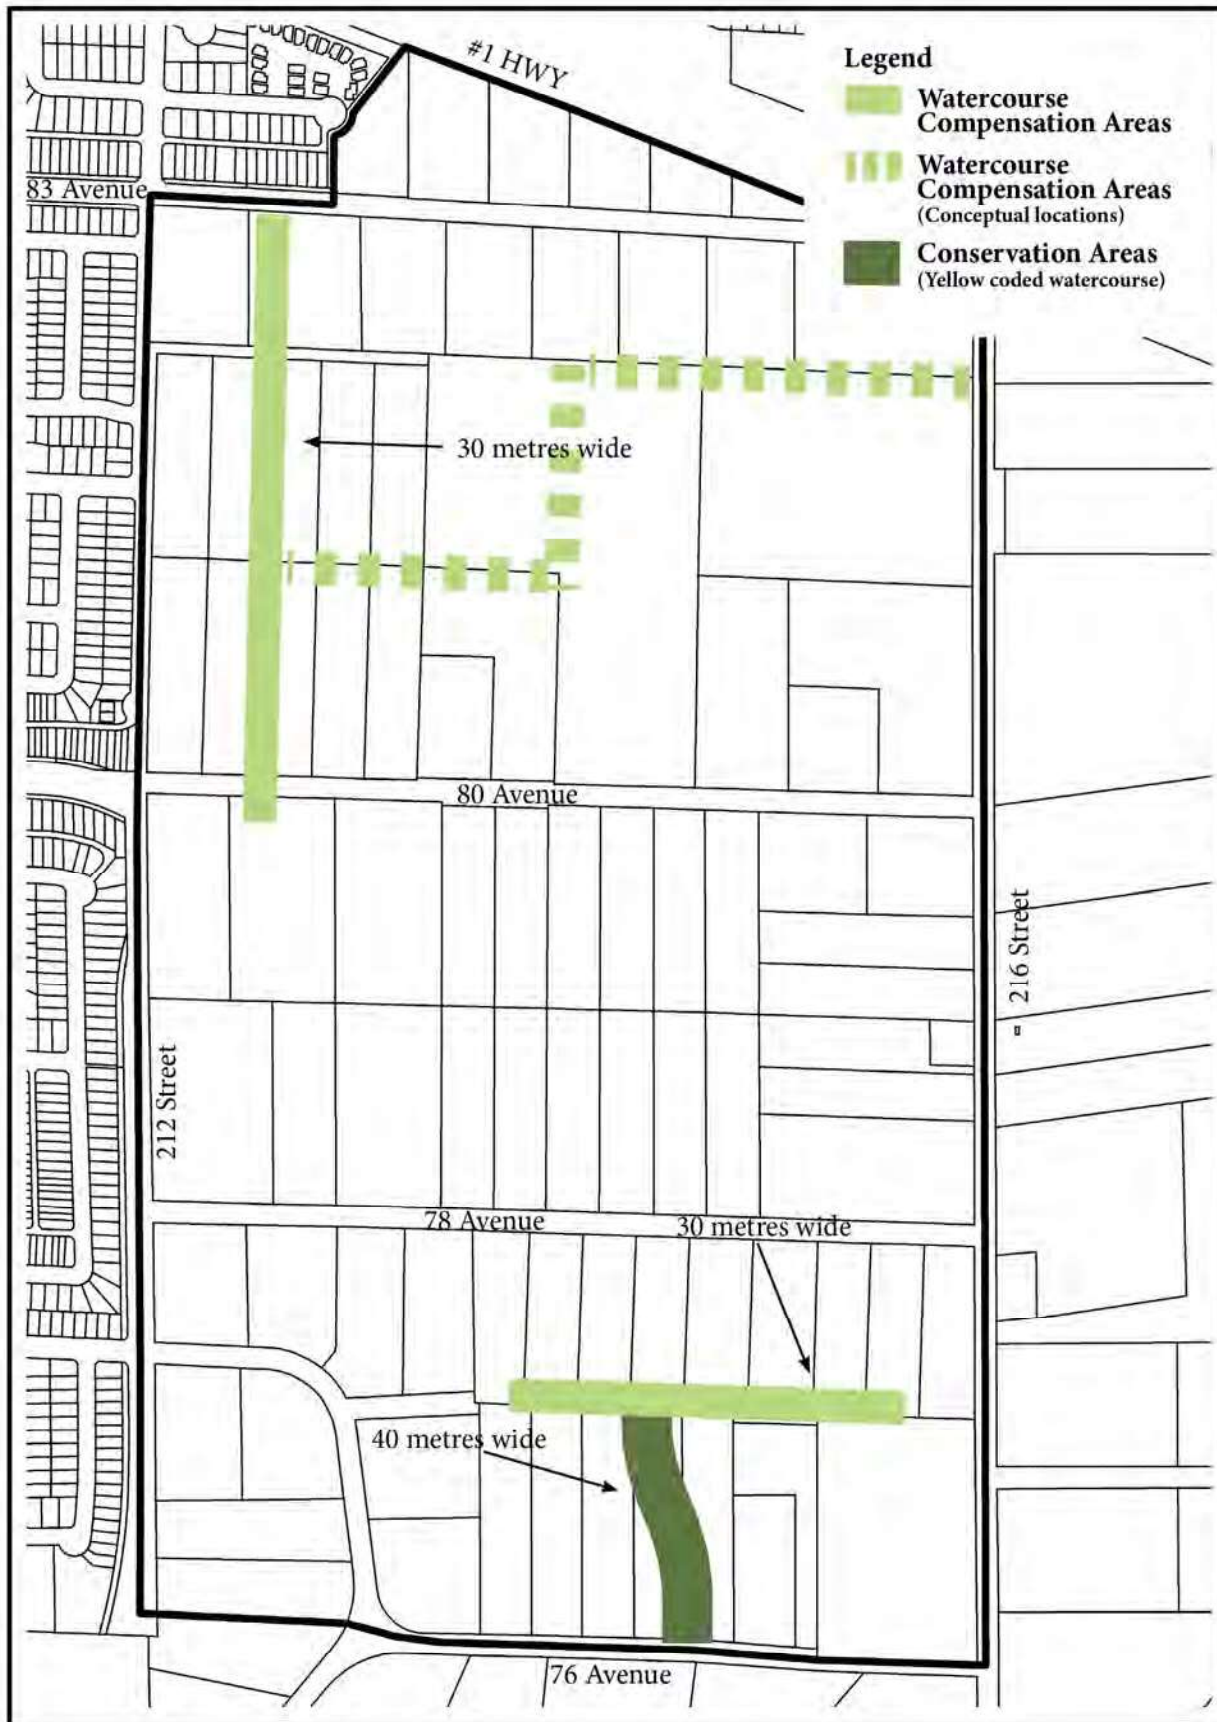 #1 HWY
Legend
Watercourse
Compensation Areas
Watercourse
Compensation Areas
(Conceptual locations)
Conservation Areas
(Yellow coded watercourse)
83 Avenue
30 metres wide
80 Avenue
216 Street
212 Street
78 Avenue
30 metres wide
40 metres wide
76 Avenue